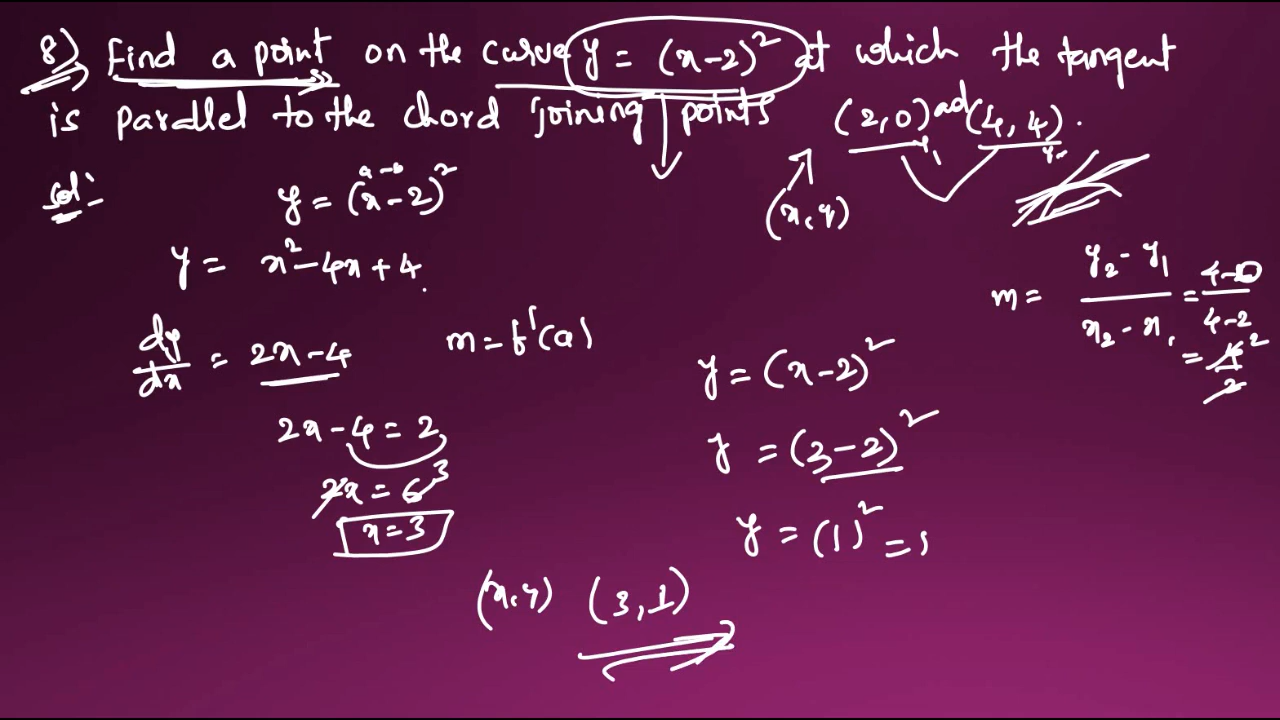 8) Find a point on the curve y = (x-2)² at which the tangent
is parallel to the chord joining points (2,0) and (4,4).
(x,y)
Sol:-
a-b
y = (x-2)²
y = x²-4x+4.
dy/dx = 2x-4
m=f'(a)
2x-4=2
2x = 6 3
x=3
m= y₂-y₁/x₂-x₁ = 4-0/4-2
= 4/2 2
y = (x-2)²
y = (3-2)²
y = (1)² = 1
(x,y) (3,1)